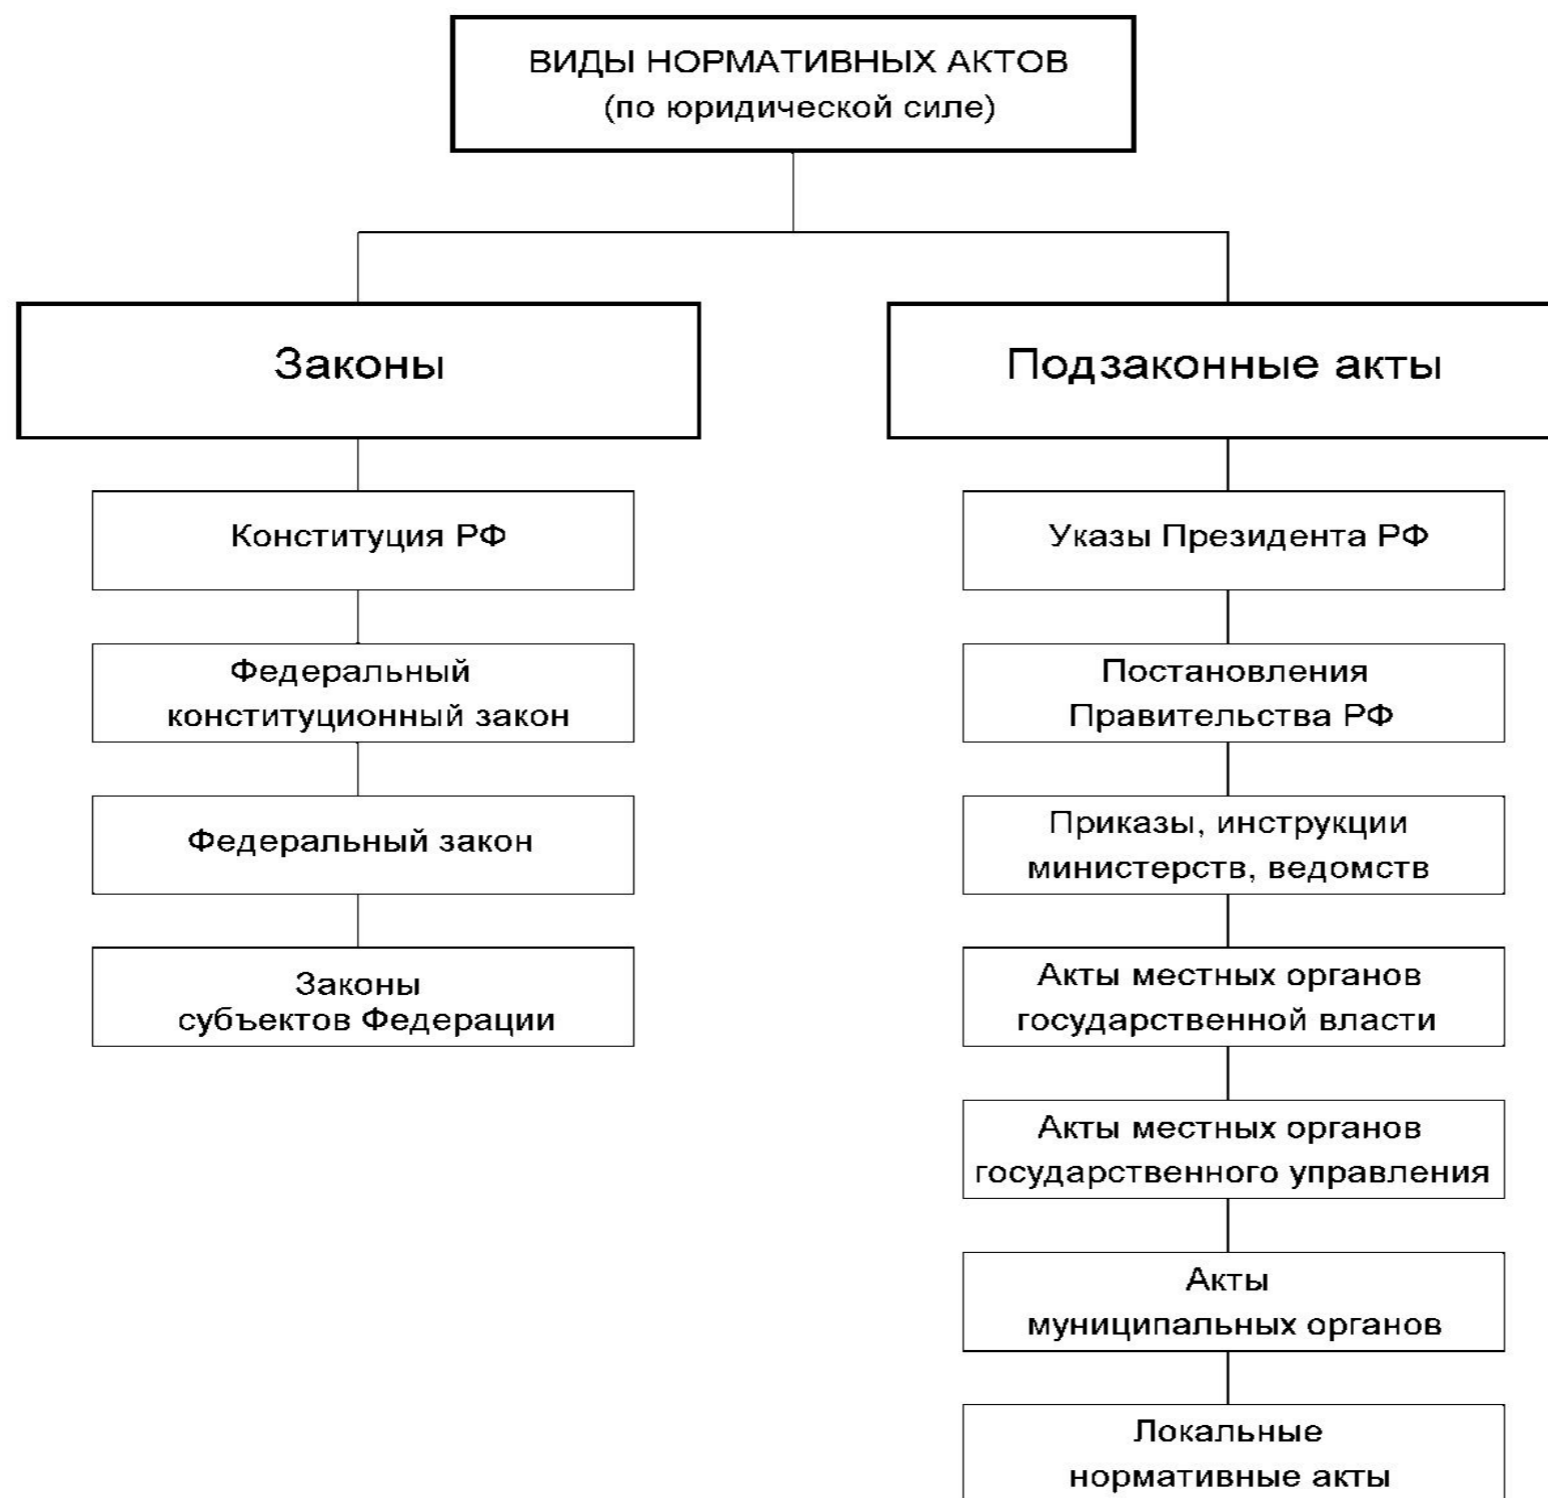 ВИДЫ НОРМАТИВНЫХ АКТОВ
(по юридической силе)
Законы
Конституция РФ
Федеральный
конституционный закон
Федеральный закон
Законы
субъектов Федерации
Подзаконные акты
Указы Президента РФ
Постановления
Правительства РФ
Приказы, инструкции
министерств, ведомств
Акты местных органов
государственной власти
Акты местных органов
государственного управления
Акты
муниципальных органов
Локальные
нормативные акты